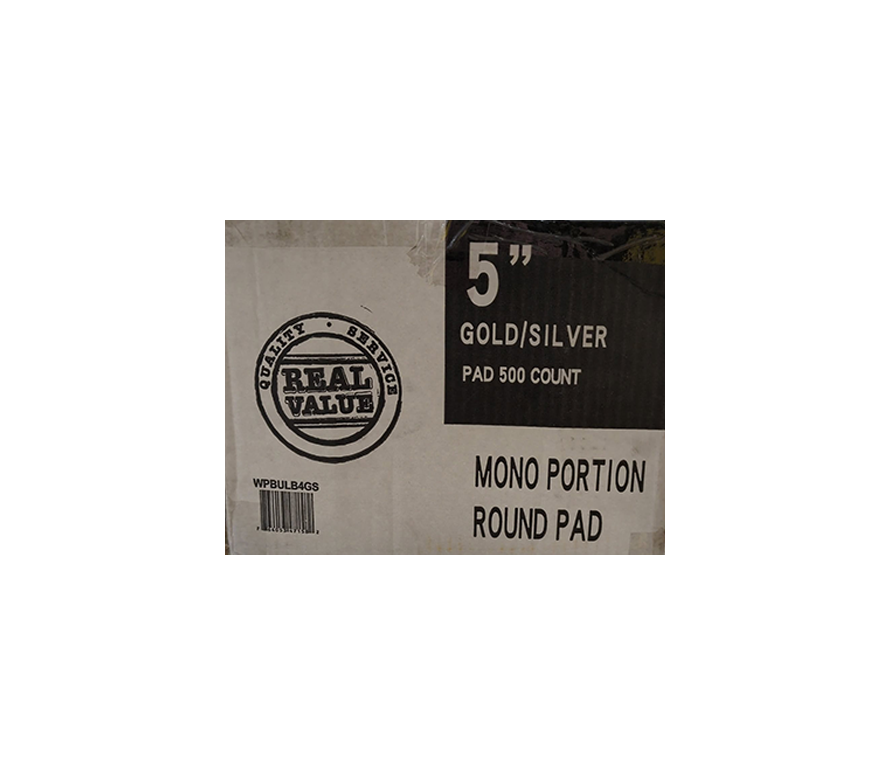 5”
GOLD/SILVER
PAD 500 COUNT
QUALITY • SERVICE
REAL
VALUE
WPBULB4GS
MONO PORTION
ROUND PAD